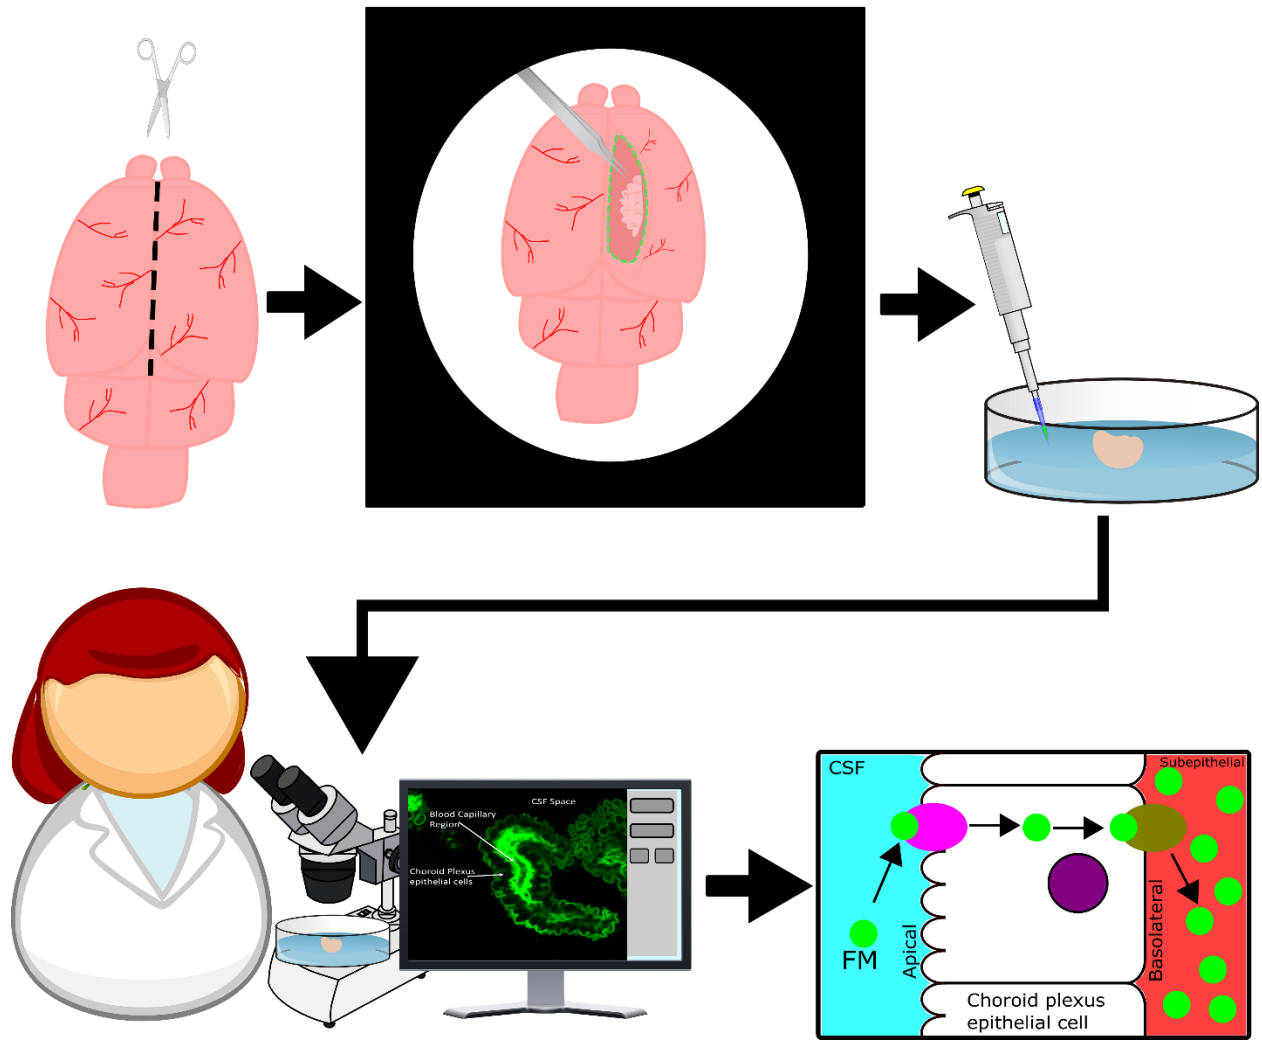 CSF Space
Blood Capillary
Region
Choroid Plexus
epithelial cells
CSF
Subepithelial
FM
Apical
Basolateral
Choroid plexus
epithelial cell